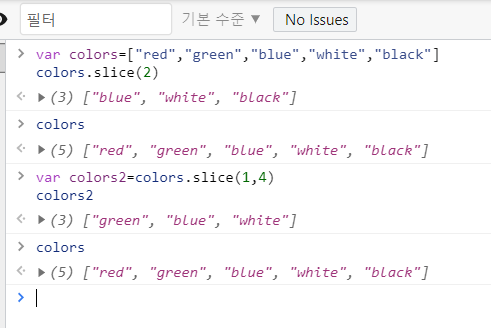 필터 기본 수준 ▼ No Issues
> var colors=["red","green","blue","white","black"]
colors.slice(2)
<· ▶(3) ["blue", "white", "black"]
> colors
<· ▶(5) ["red", "green", "blue", "white", "black"]
> var colors2=colors.slice(1,4)
colors2
<· ▶(3) ["green", "blue", "white"]
> colors
<· ▶(5) ["red", "green", "blue", "white", "black"]
>